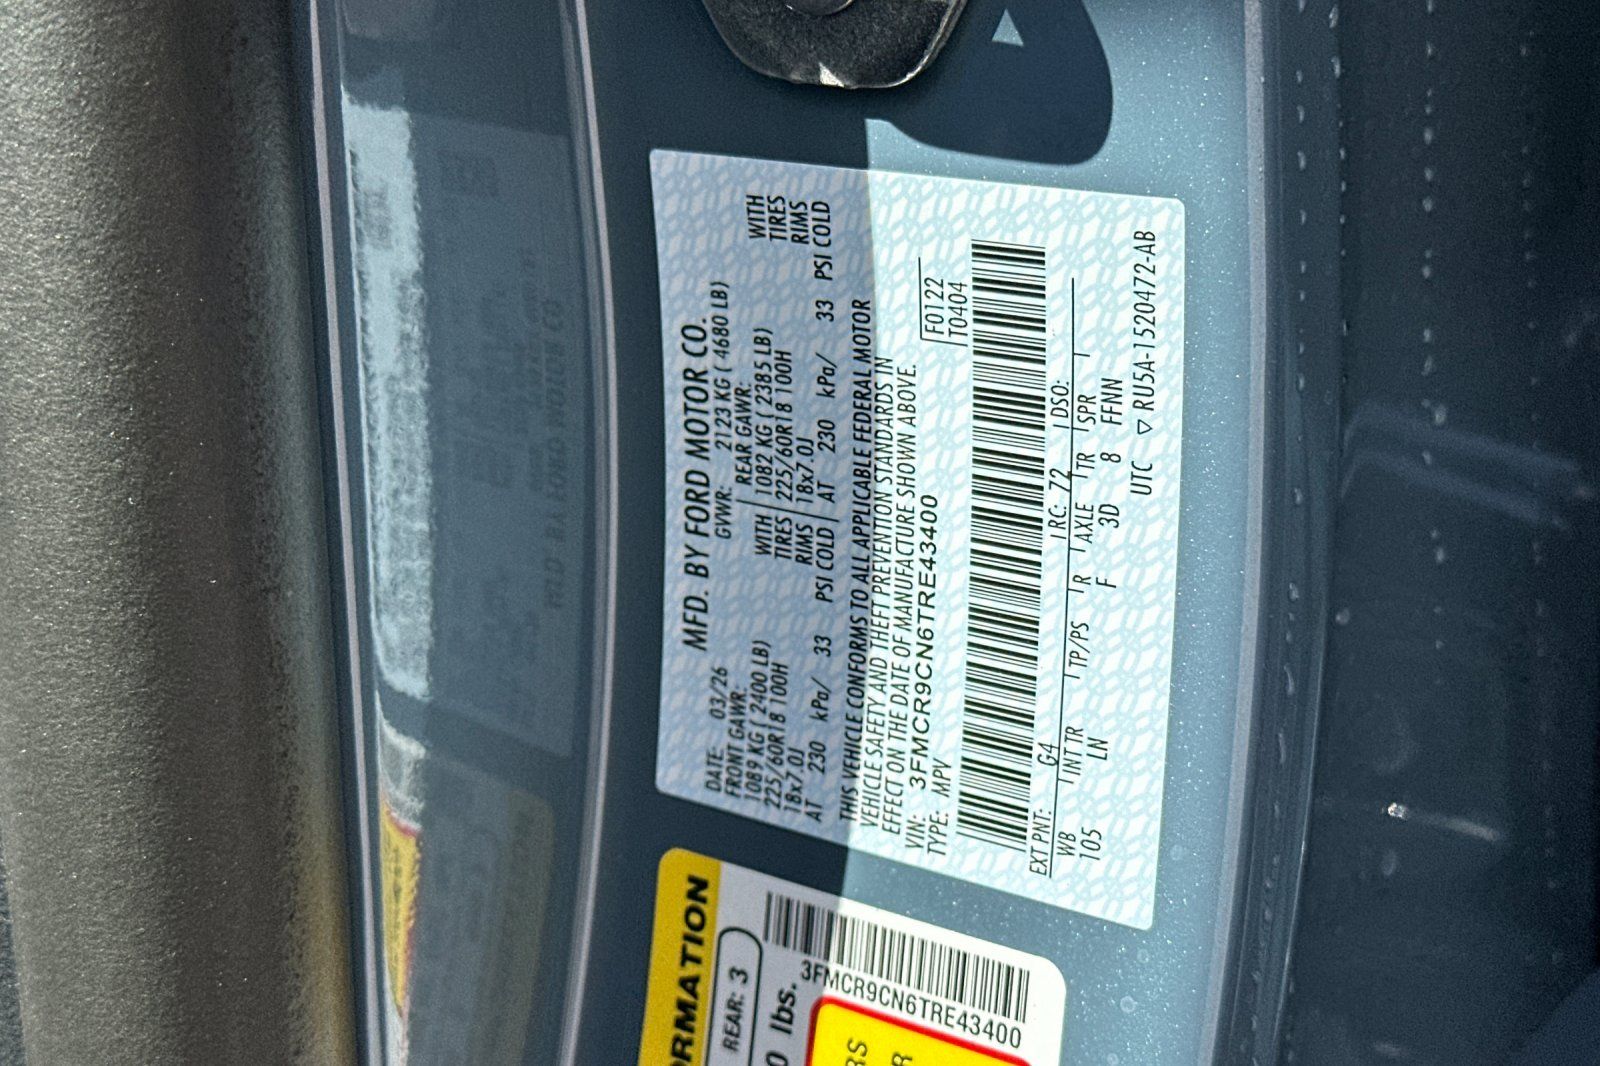 MFD. BY FORD MOTOR CO.
DATE: 03/26 GVWR: 2123 KG ( 4680 LB)
FRONT GAWR: REAR GAWR:
1089 KG ( 2400 LB) WITH 1082 KG ( 2385 LB) WITH
225/60R18 100H TIRES 225/60R18 100H TIRES
18x7.0J RIMS 18x7.0J RIMS
AT 230 kPa/ 33 PSI COLD AT 230 kPa/ 33 PSI COLD
THIS VEHICLE CONFORMS TO ALL APPLICABLE FEDERAL MOTOR
VEHICLE SAFETY AND THEFT PREVENTION STANDARDS IN
EFFECT ON THE DATE OF MANUFACTURE SHOWN ABOVE.
VIN: 3FMCR9CN6TRE43400 F0122
TYPE: MPV T0404
EXT PNT: G4 RC: 72 DSO:
WB INT TR TP/PS R AXLE TR SPR
105 LN F 3D 8 FFNN
UTC ▽ RU5A-1520472-AB
ORMATION
REAR: 3
0 lbs.
3FMCR9CN6TRE43400
RS
R